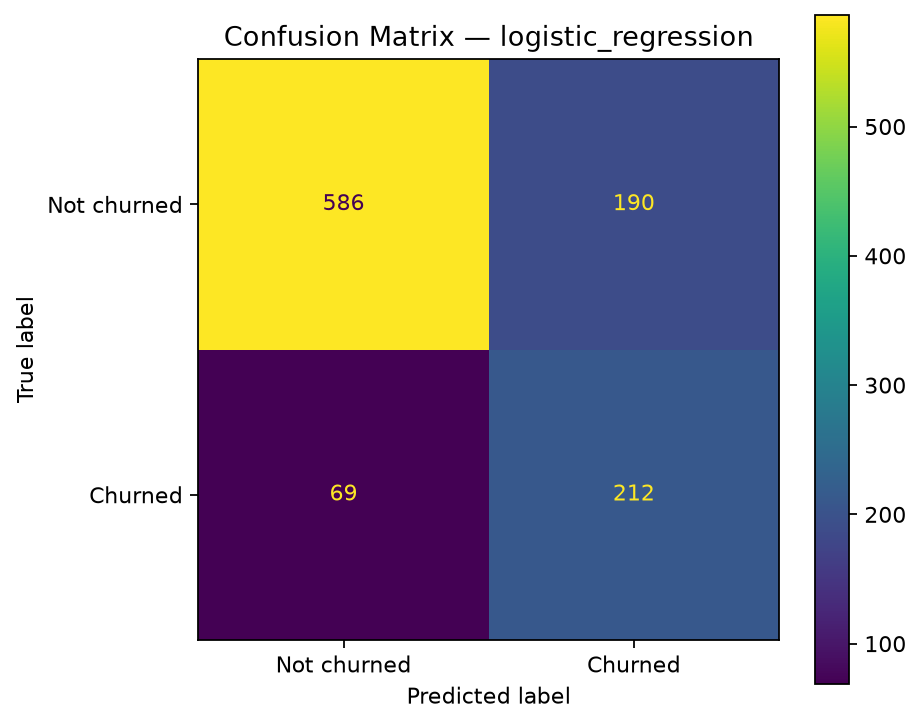 Confusion Matrix — logistic_regression
True label
Not churned
Churned
586
190
69
212
Not churned
Churned
Predicted label
500
400
300
200
100